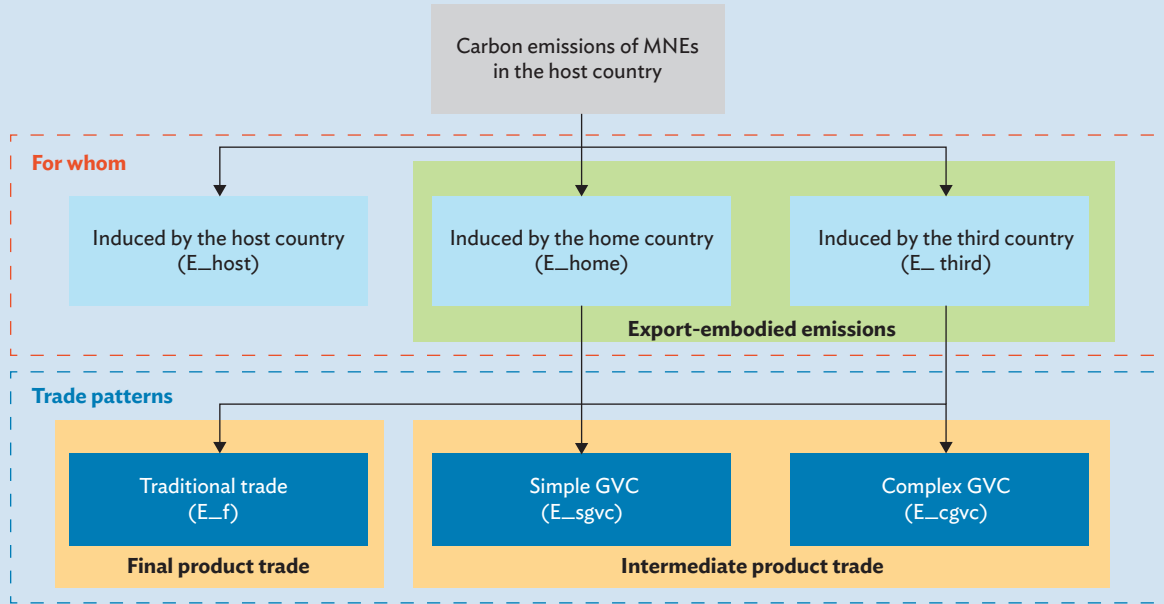 Carbon emissions of MNEs
in the host country
For whom
Induced by the host country
(E_host)
Induced by the home country
(E_home)
Induced by the third country
(E_ third)
Export-embodied emissions
Trade patterns
Traditional trade
(E_f)
Simple GVC
(E_sgvc)
Complex GVC
(E_cgvc)
Final product trade
Intermediate product trade